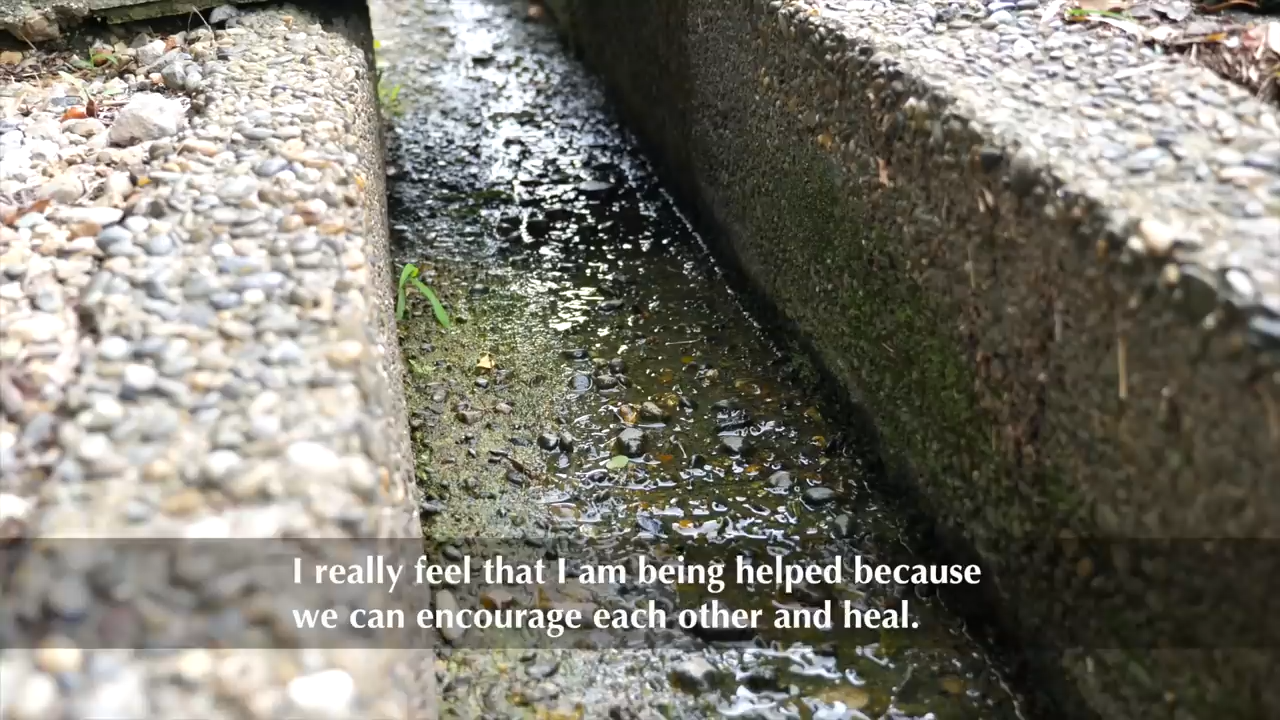 I really feel that I am being helped because
we can encourage each other and heal.